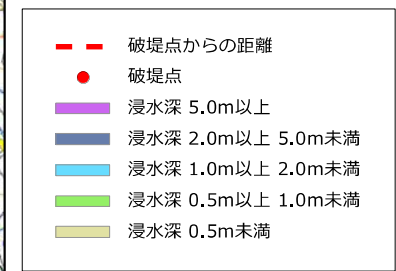 破堤点からの距離
破堤点
浸水深 5.0m以上
浸水深 2.0m以上 5.0m未満
浸水深 1.0m以上 2.0m未満
浸水深 0.5m以上 1.0m未満
浸水深 0.5m未満